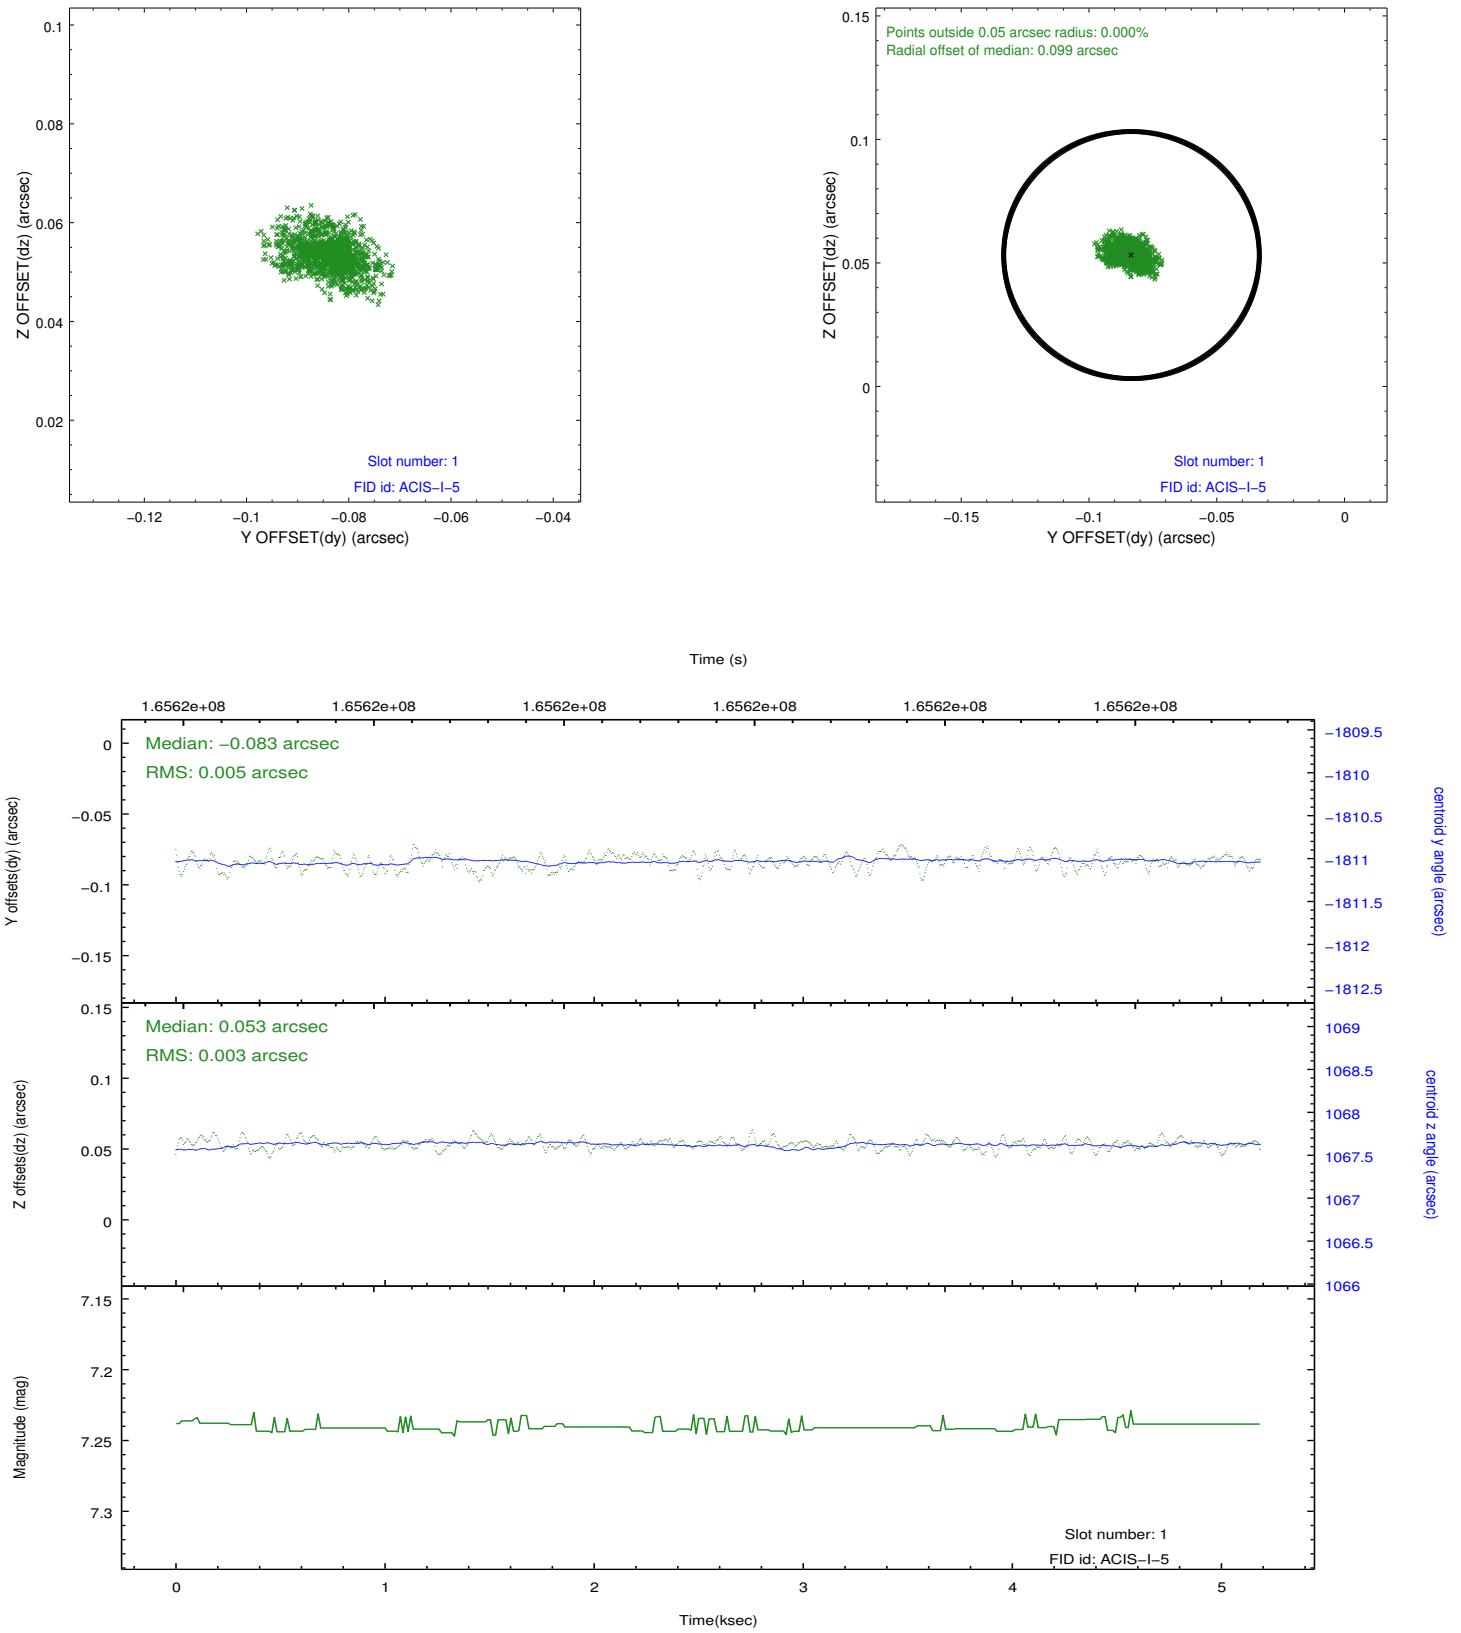 0.1
0.08
0.06
0.04
0.02
Z OFFSET(dz) (arcsec)
Slot number: 1
FID id: ACIS−I−5
−0.12 −0.1 −0.08 −0.06 −0.04
Y OFFSET(dy) (arcsec)
0.15
0.1
0.05
0
Z OFFSET(dz) (arcsec)
Points outside 0.05 arcsec radius: 0.000%
Radial offset of median: 0.099 arcsec
Slot number: 1
FID id: ACIS−I−5
−0.15 −0.1 −0.05 0
Y OFFSET(dy) (arcsec)
Time (s)
1.6562e+08 1.6562e+08 1.6562e+08 1.6562e+08 1.6562e+08 1.6562e+08
Median: −0.083 arcsec
RMS: 0.005 arcsec
0
−0.05
−0.1
−0.15
Y offsets(dy) (arcsec)
−1809.5
−1810
−1810.5
−1811
−1811.5
−1812
−1812.5
centroid y angle (arcsec)
Median: 0.053 arcsec
RMS: 0.003 arcsec
0.15
0.1
0.05
0
Z offsets(dz) (arcsec)
1069
1068.5
1068
1067.5
1067
1066.5
1066
centroid z angle (arcsec)
7.15
7.2
7.25
7.3
Magnitude (mag)
Slot number: 1
FID id: ACIS−I−5
0 1 2 3 4 5
Time(ksec)